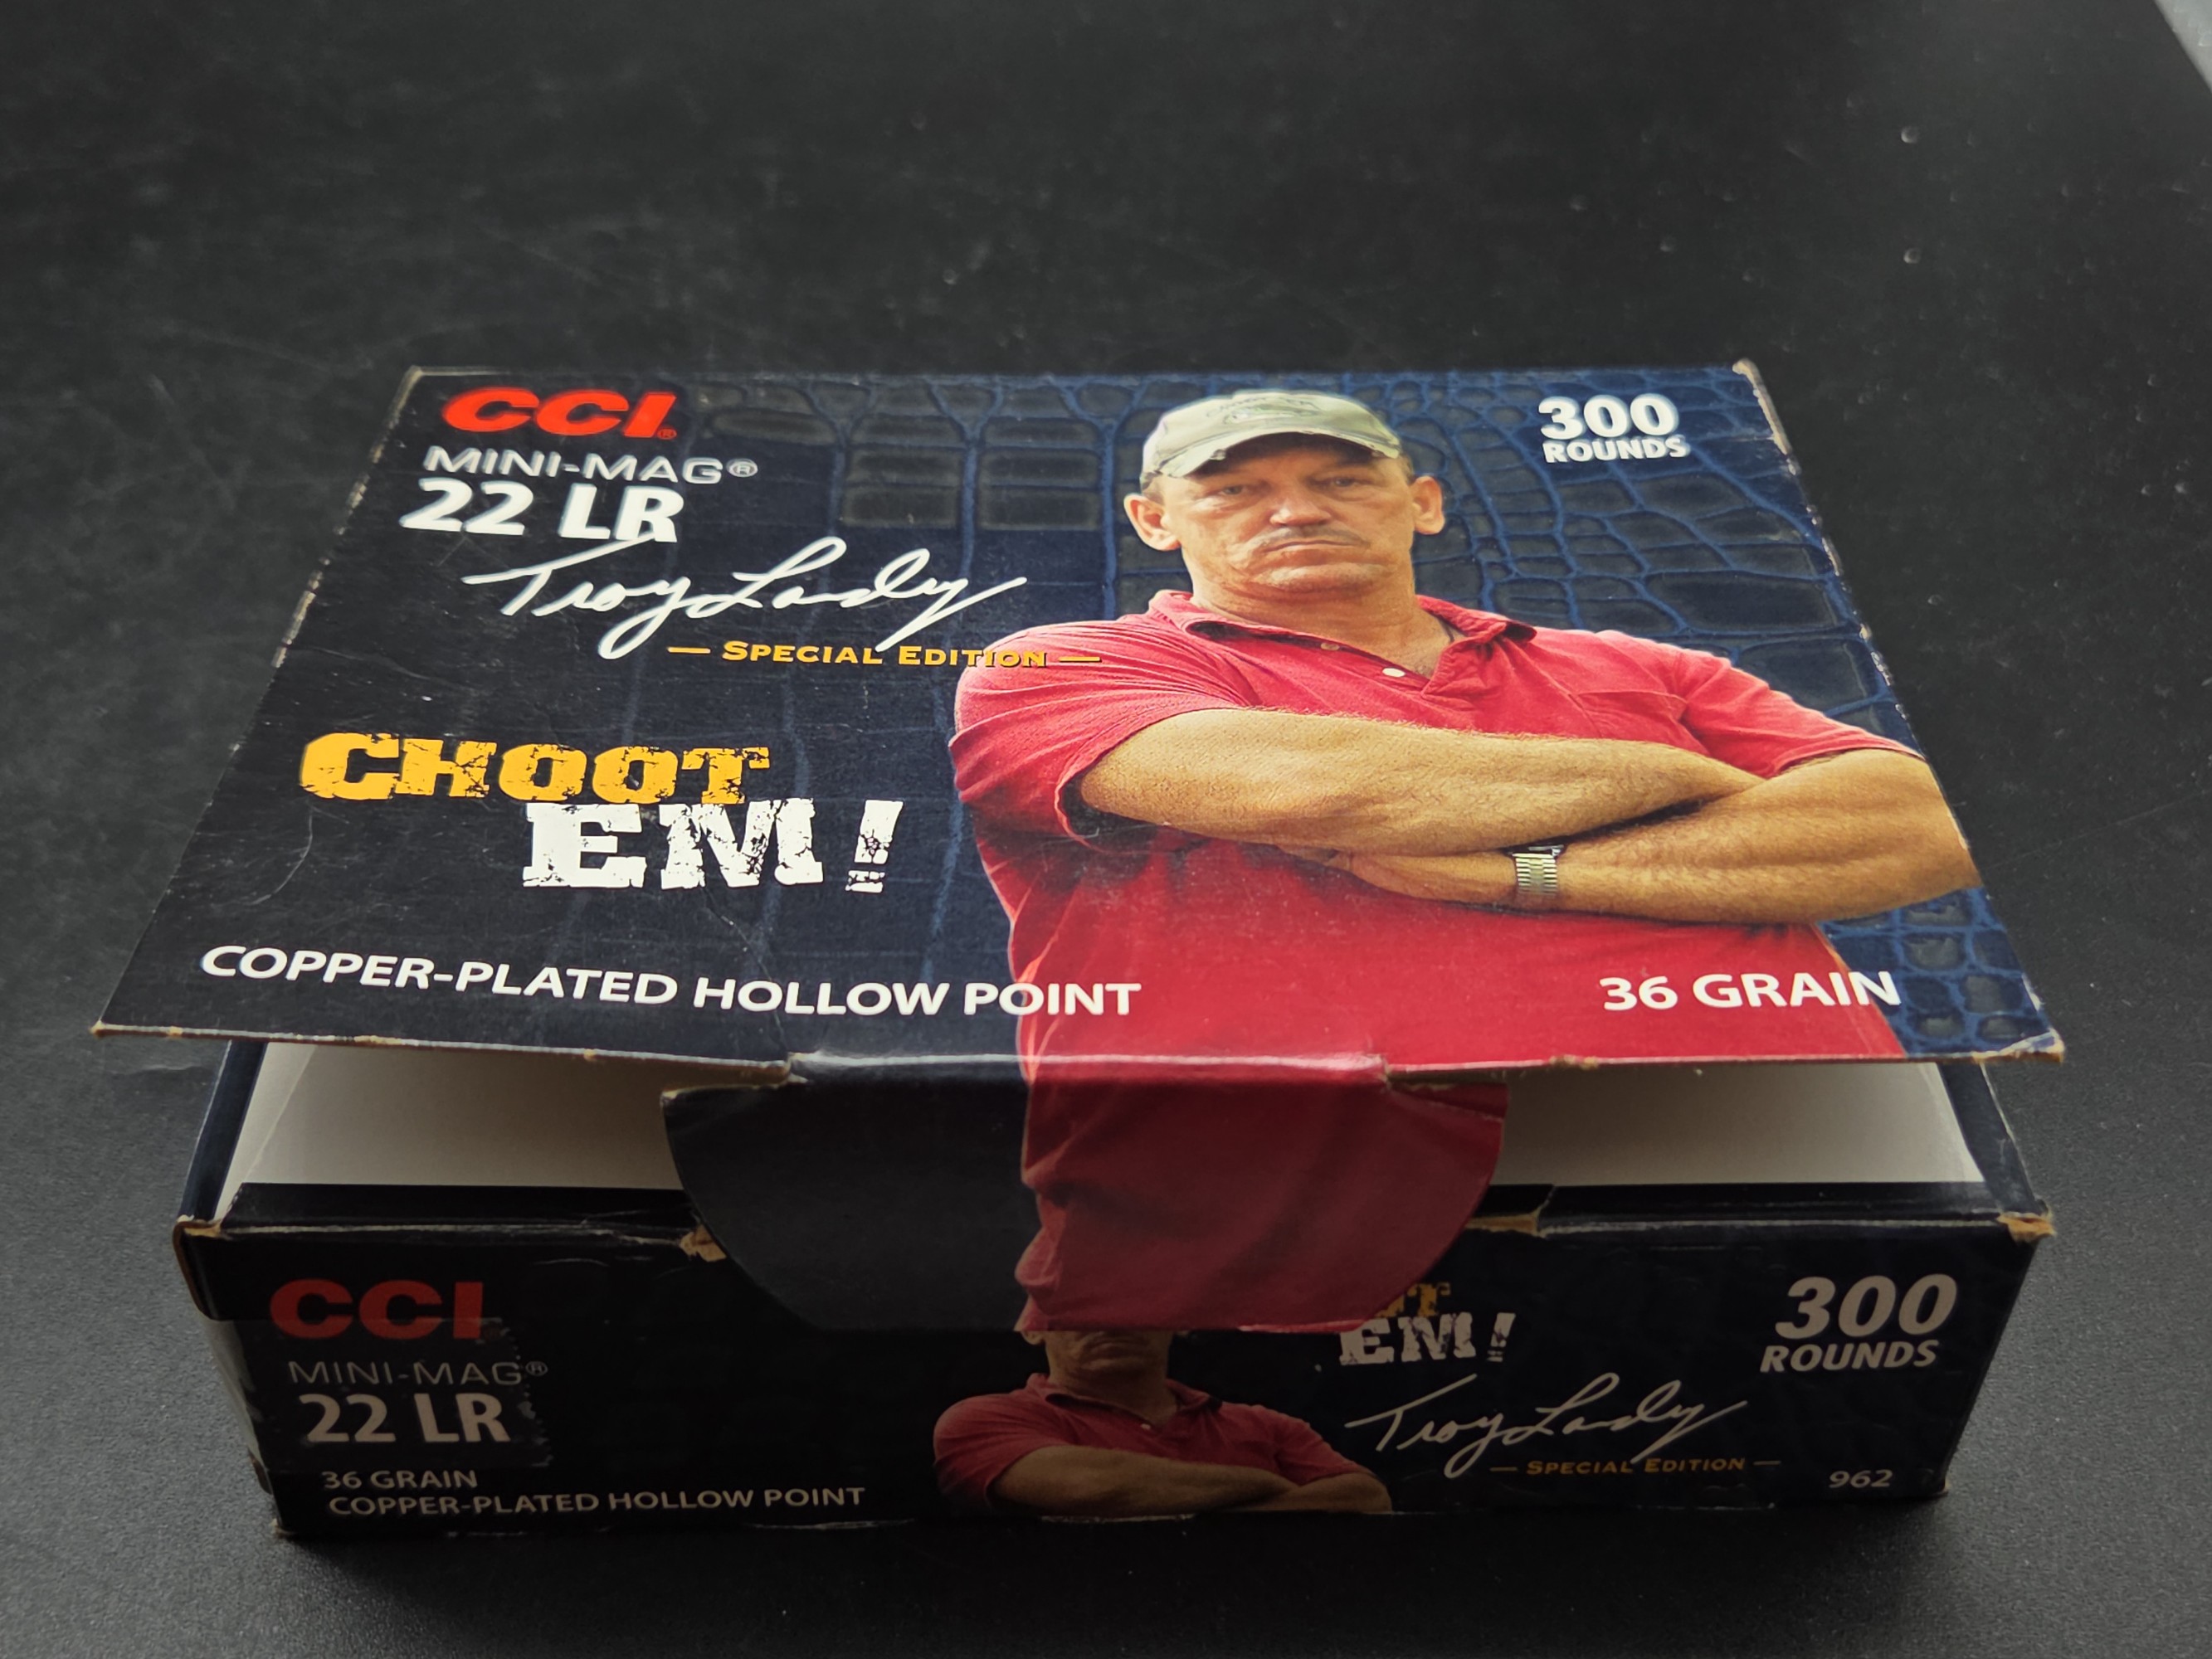 CCI®
MINI-MAG®
22 LR
300
ROUNDS
Troy Landry
— SPECIAL EDITION —
CHOOT
EM!
COPPER-PLATED HOLLOW POINT
36 GRAIN
CCI
MINI-MAG®
22 LR
36 GRAIN
COPPER-PLATED HOLLOW POINT
EM!
Troy Landry
— SPECIAL EDITION —
300
ROUNDS
962